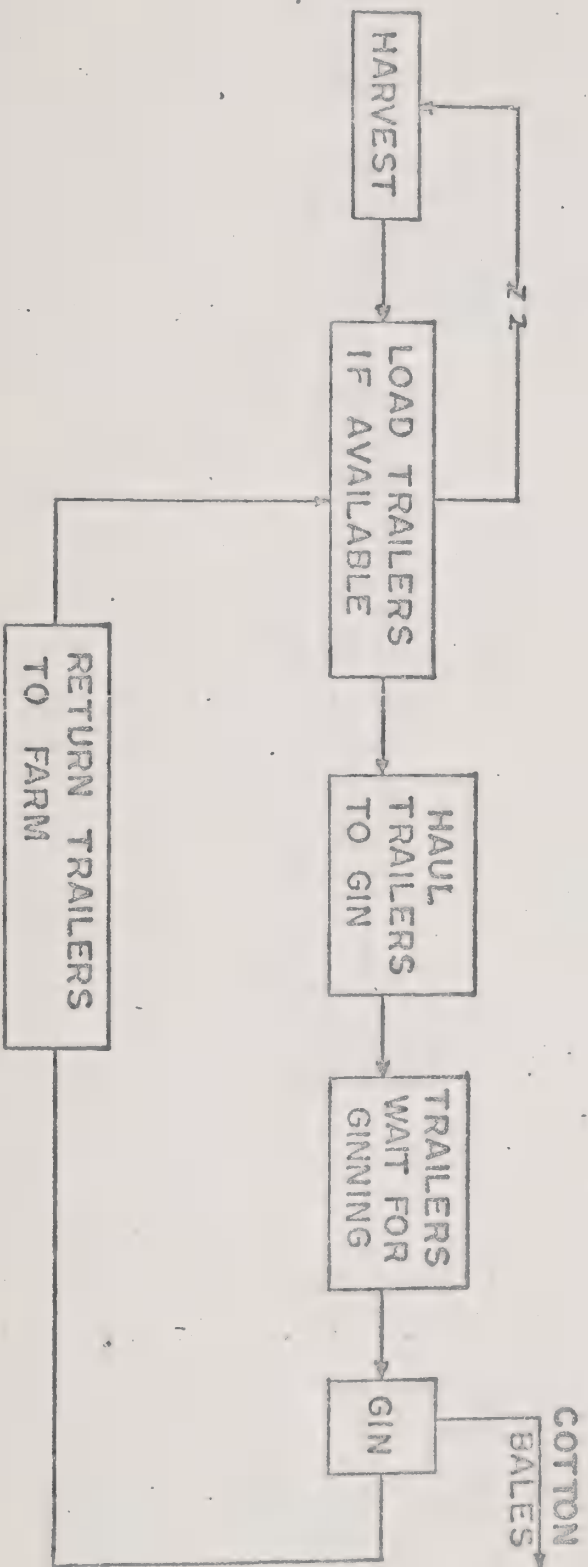 HARVEST
LOAD TRAILERS
IF AVAILABLE
HAUL
TRAILERS
TO GIN
TRAILERS
WAIT FOR
GINNING
GIN
COTTON
BALES
RETURN TRAILERS
TO FARM